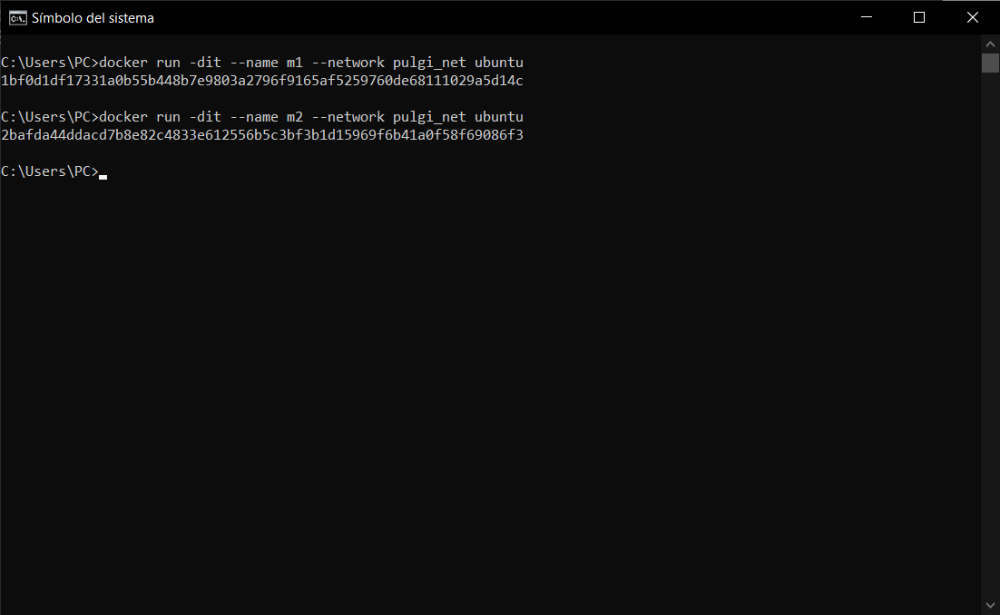 Símbolo del sistema
C:\Users\PC>docker run -dit --name m1 --network pulgi_net ubuntu
1bf0d1df17331a0b55b448b7e9803a2796f9165af5259760de68111029a5d14c
C:\Users\PC>docker run -dit --name m2 --network pulgi_net ubuntu
2bafda44ddacd7b8e82c4833e612556b5c3bf3b1d15969f6b41a0f58f69086f3
C:\Users\PC>